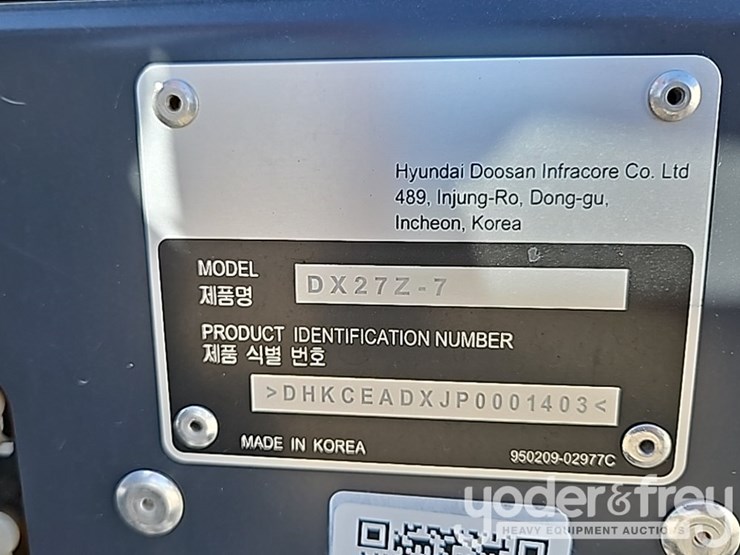 Hyundai Doosan Infracore Co. Ltd
489, Injung-Ro, Dong-gu,
Incheon, Korea
MODEL
제품명
DX27Z-7
PRODUCT IDENTIFICATION NUMBER
제품 식별 번호
>DHKCEADXJP0001403<
MADE IN KOREA
950209-02977C
yoder&frey
HEAVY EQUIPMENT AUCTIONS